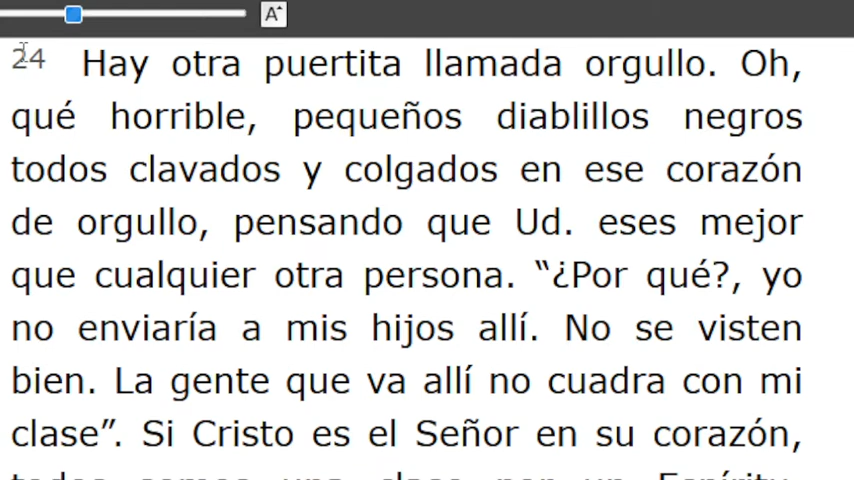 A
24 Hay otra puertita llamada orgullo. Oh,
qué horrible, pequeños diablillos negros
todos clavados y colgados en ese corazón
de orgullo, pensando que Ud. eses mejor
que cualquier otra persona. “¿Por qué?, yo
no enviaría a mis hijos allí. No se visten
bien. La gente que va allí no cuadra con mi
clase”. Si Cristo es el Señor en su corazón,